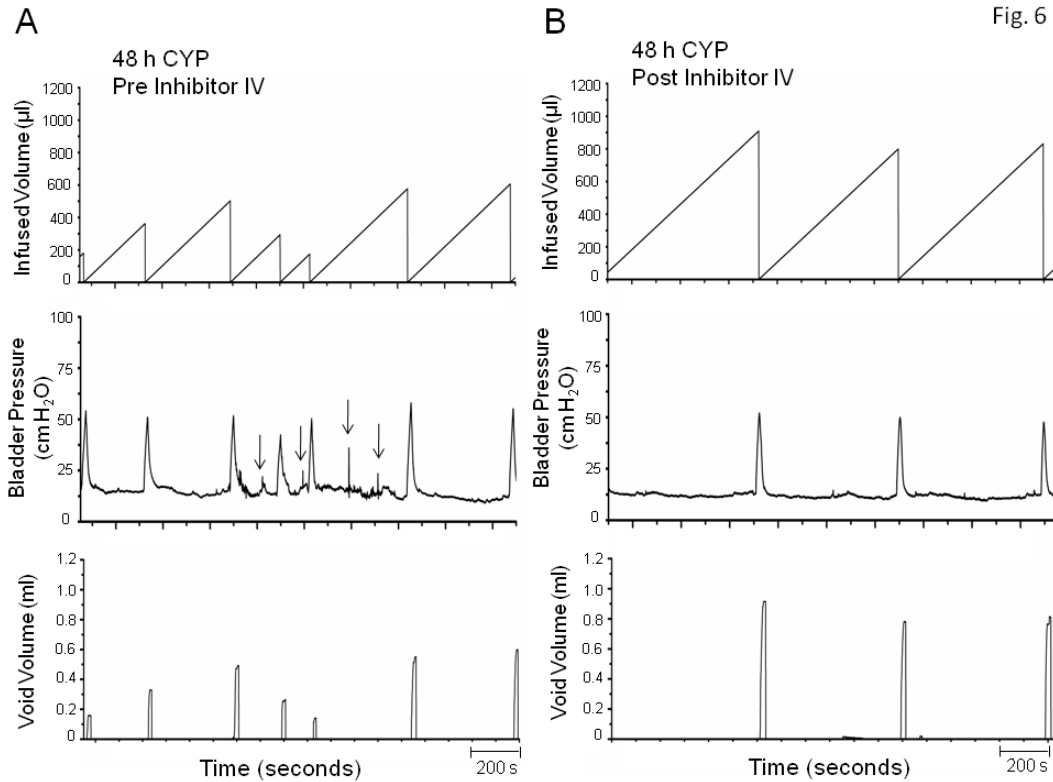 Fig. 6
A
48 h CYP
Pre Inhibitor IV
Infused Volume (µl)
1200
1000
800
600
400
200
0
Bladder Pressure
(cm H₂O)
100
75
50
25
0
Void Volume (ml)
1.2
1.0
0.8
0.6
0.4
0.2
0
Time (seconds)
200 s
B
48 h CYP
Post Inhibitor IV
Infused Volume (µl)
1200
1000
800
600
400
200
0
Bladder Pressure
(cm H₂O)
100
75
50
25
0
Void Volume (ml)
1.2
1.0
0.8
0.6
0.4
0.2
0
Time (seconds)
200 s